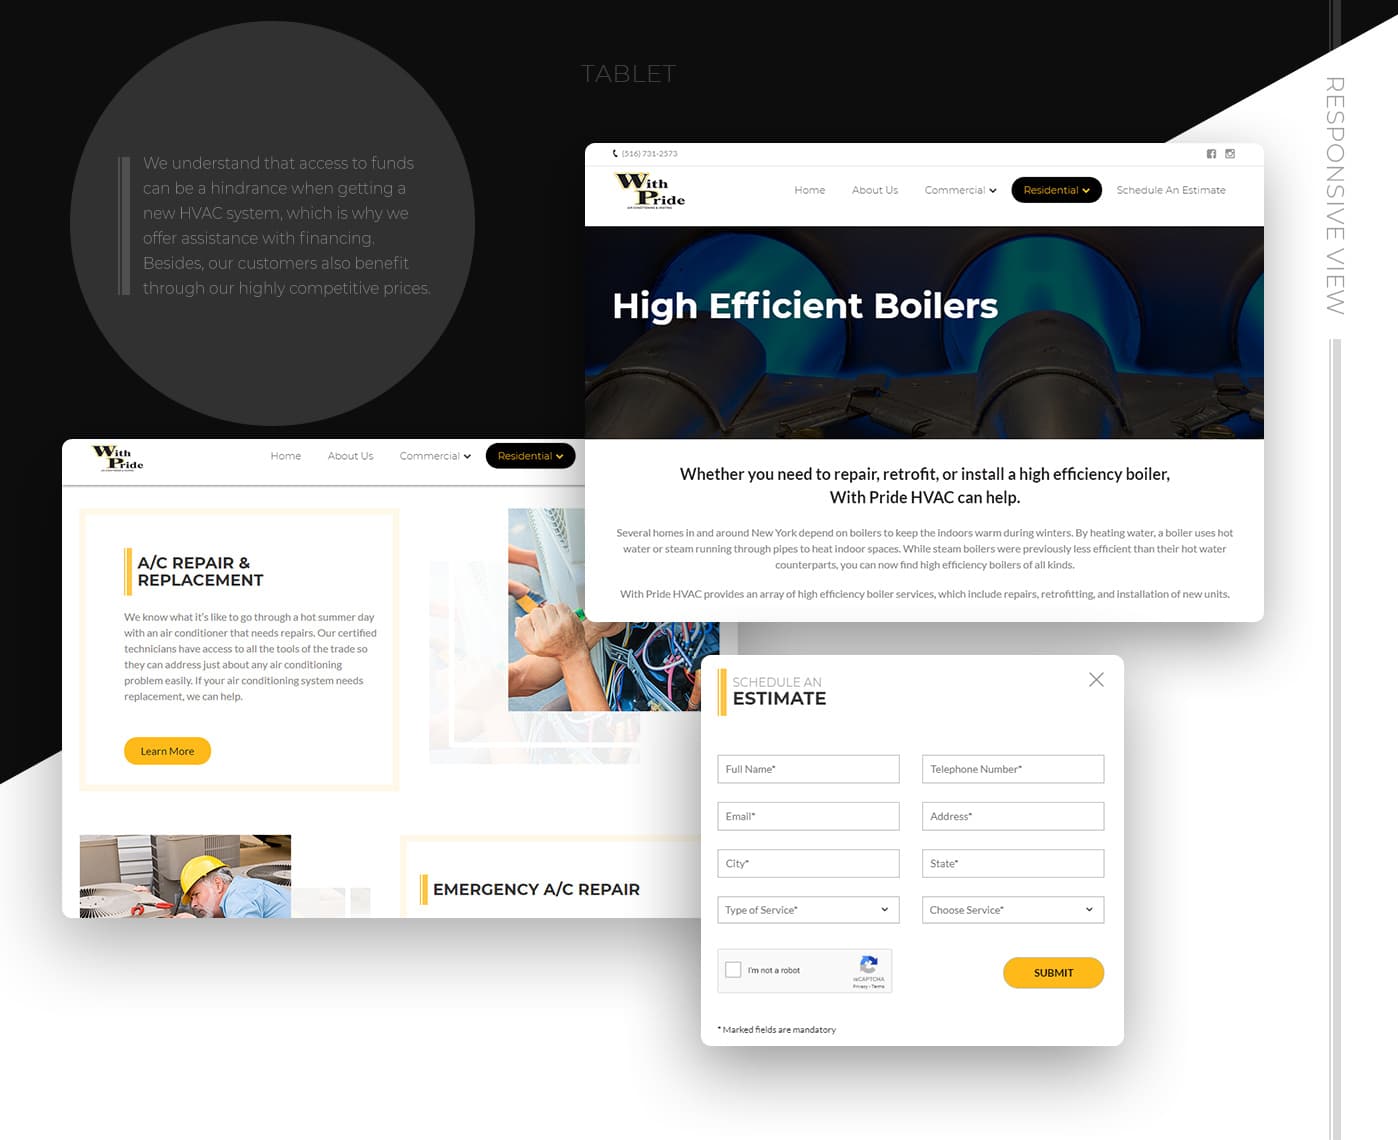 TABLET
RESPONSIVE VIEW
We understand that access to funds
can be a hindrance when getting a
new HVAC system, which is why we
offer assistance with financing.
Besides, our customers also benefit
through our highly competitive prices.
(516) 731-2573
With
Pride
AIR CONDITIONING & HEATING
Home
About Us
Commercial
Residential
Schedule An Estimate
High Efficient Boilers
Whether you need to repair, retrofit, or install a high efficiency boiler,
With Pride HVAC can help.
Several homes in and around New York depend on boilers to keep the indoors warm during winters. By heating water, a boiler uses hot
water or steam running through pipes to heat indoor spaces. While steam boilers were previously less efficient than their hot water
counterparts, you can now find high efficiency boilers of all kinds.
With Pride HVAC provides an array of high efficiency boiler services, which include repairs, retrofitting, and installation of new units.
With
Pride
AIR CONDITIONING & HEATING
Home
About Us
Commercial
Residential
A/C REPAIR &
REPLACEMENT
We know what it's like to go through a hot summer day
with an air conditioner that needs repairs. Our certified
technicians have access to all the tools of the trade so
they can address just about any air conditioning
problem easily. If your air conditioning system needs
replacement, we can help.
Learn More
EMERGENCY A/C REPAIR
SCHEDULE AN
ESTIMATE
Full Name*
Telephone Number*
Email*
Address*
City*
State*
Type of Service*
Choose Service*
I'm not a robot
reCAPTCHA
Privacy - Terms
SUBMIT
* Marked fields are mandatory